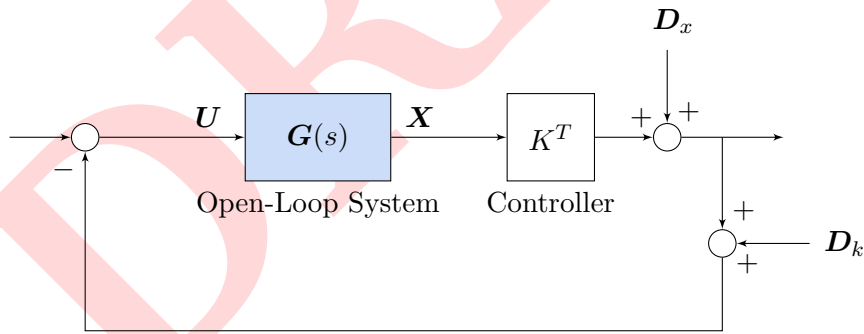 D_x
U
G(s)
X
K^T
+
+
−
Open-Loop System
Controller
+
D_k
+